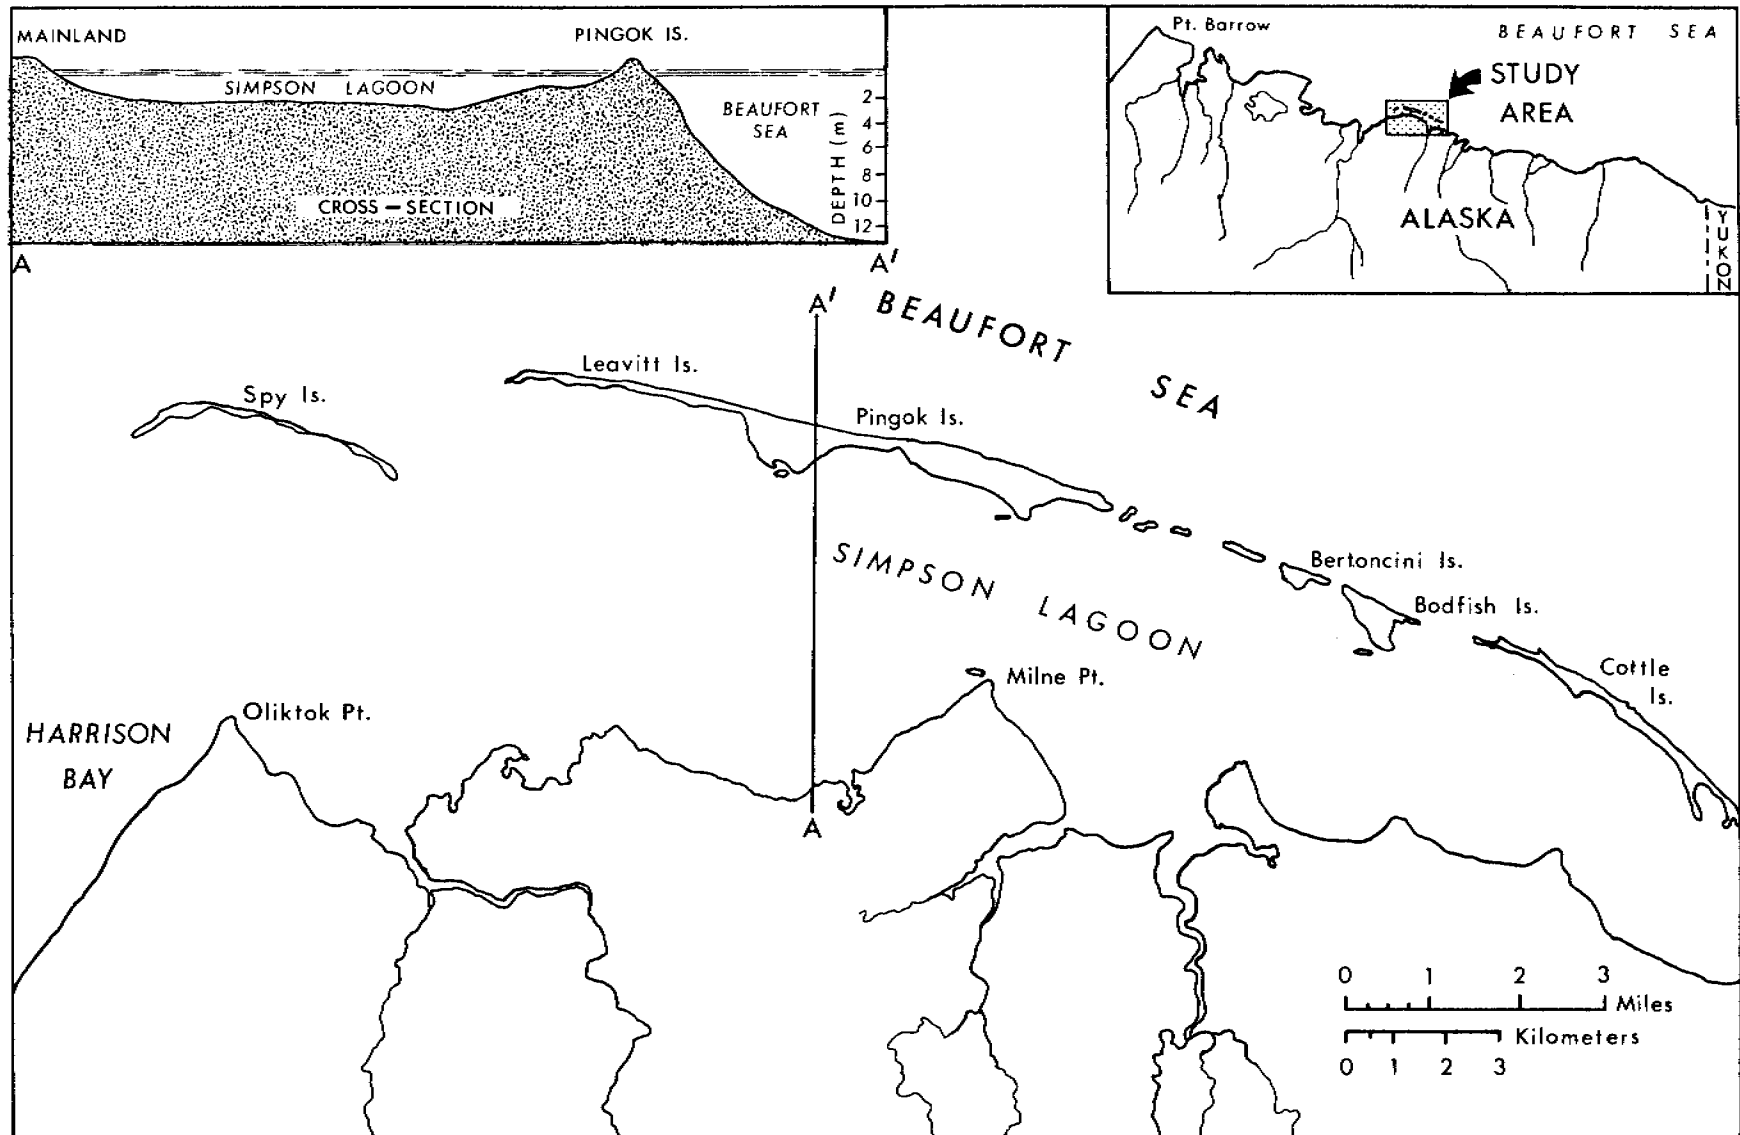 MAINLAND
PINGOK IS.
SIMPSON LAGOON
BEAUFORT
SEA
DEPTH (m)
2
4
6
8
10
12
CROSS – SECTION
A
A'
Pt. Barrow
BEAUFORT SEA
STUDY
AREA
ALASKA
YUKON
A'
BEAUFORT SEA
Leavitt Is.
Spy Is.
Pingok Is.
SIMPSON LAGOON
Bertoncini Is.
Bodfish Is.
Cottle
Is.
Milne Pt.
Oliktok Pt.
HARRISON
BAY
A
0 1 2 3
Miles
Kilometers
0 1 2 3